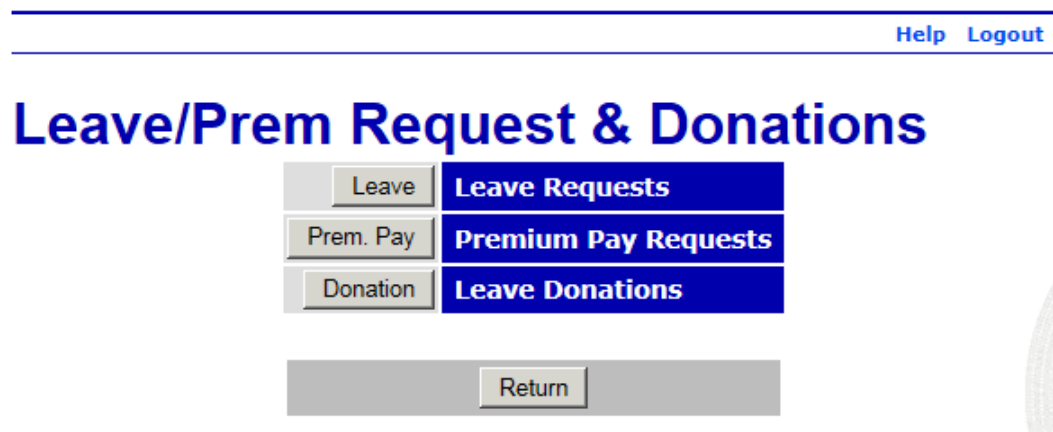 Help Logout
Leave/Prem Request & Donations
Leave Leave Requests
Prem. Pay Premium Pay Requests
Donation Leave Donations
Return